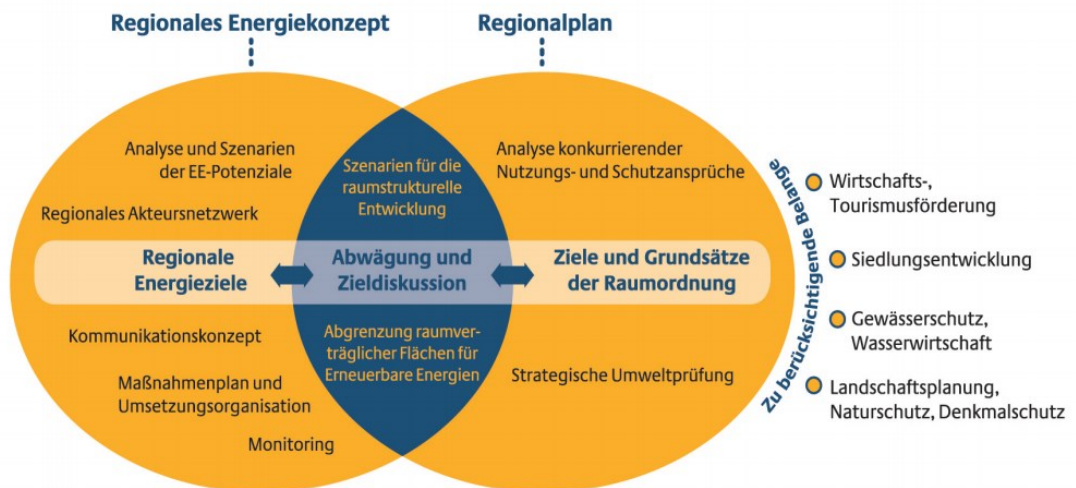 Regionales Energiekonzept
Regionalplan
Analyse und Szenarien
der EE-Potenziale
Regionales Akteursnetzwerk
Regionale
Energieziele
Kommunikationskonzept
Maßnahmenplan und
Umsetzungsorganisation
Monitoring
Szenarien für die
raumstrukturelle
Entwicklung
Abwägung und
Zieldiskussion
Abgrenzung raumver-
träglicher Flächen für
Erneuerbare Energien
Analyse konkurrierender
Nutzungs- und Schutzansprüche
Ziele und Grundsätze
der Raumordnung
Strategische Umweltprüfung
Zu berücksichtigende Belange
Wirtschafts-,
Tourismusförderung
Siedlungsentwicklung
Gewässerschutz,
Wasserwirtschaft
Landschaftsplanung,
Naturschutz, Denkmalschutz